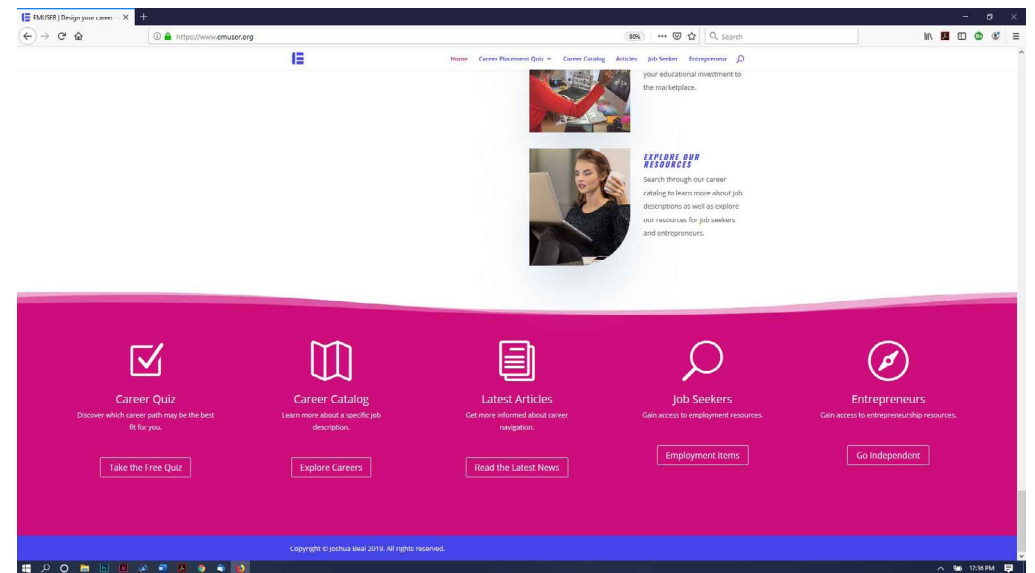 EMUSER | Design your career -
https://www.emuser.org
80%
Search
Home Career Placement Quiz Career Catalog Articles Job Seeker Entrepreneur
your educational investment to
the marketplace.
EXPLORE OUR
RESOURCES
Search through our career
catalog to learn more about job
descriptions as well as explore
our resources for job seekers
and entrepreneurs.
Career Quiz
Discover which career path may be the best
fit for you.
Take the Free Quiz
Career Catalog
Learn more about a specific job
description.
Explore Careers
Latest Articles
Get more informed about career
navigation.
Read the Latest News
Job Seekers
Gain access to employment resources.
Employment Items
Entrepreneurs
Gain access to entrepreneurship resources.
Go Independent
Copyright © Joshua Beal 2019. All rights reserved.
12:36 PM